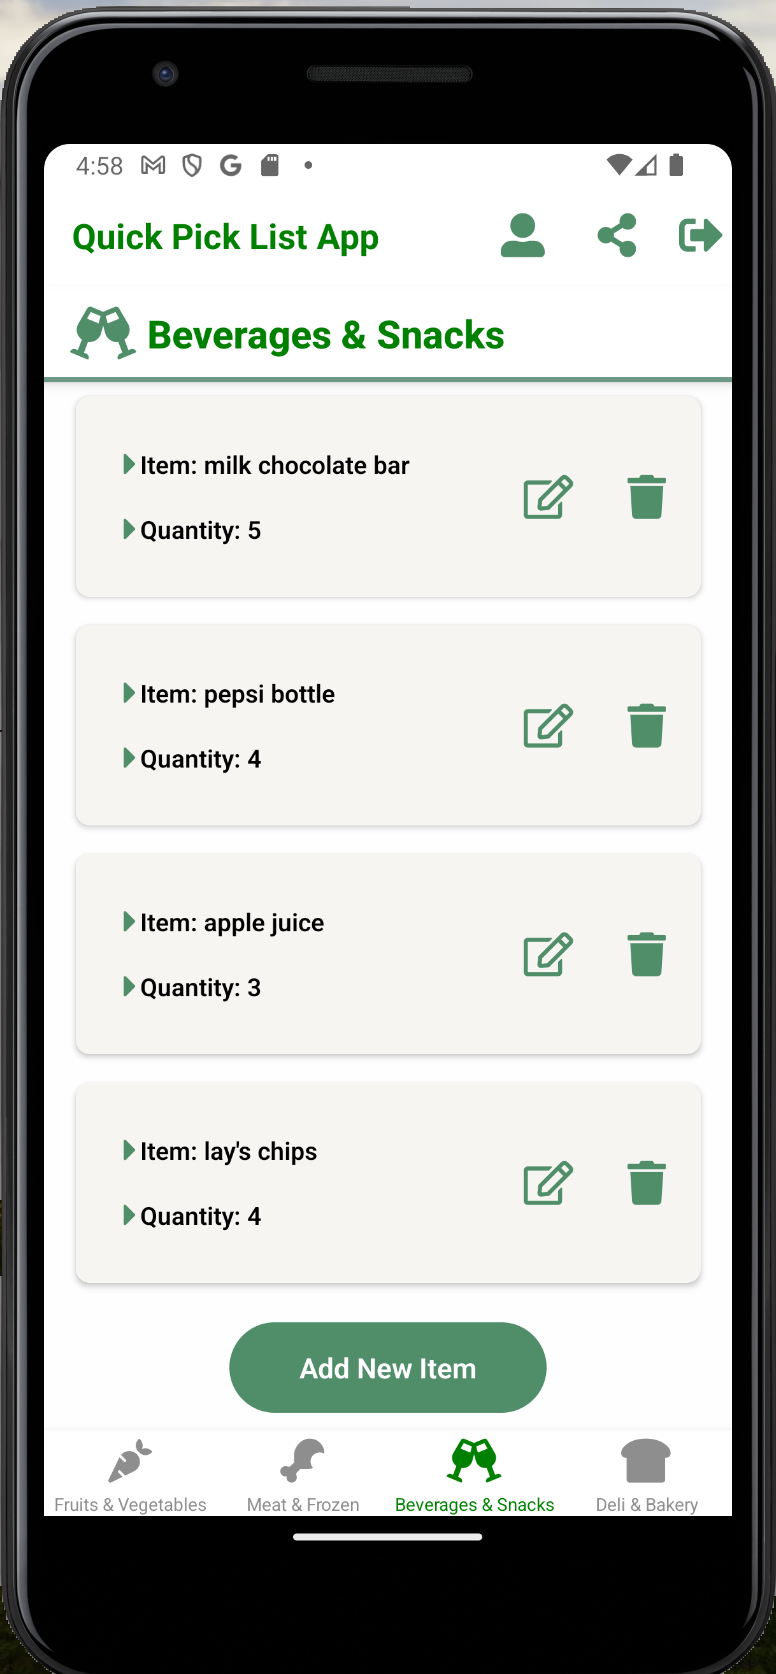 4:58
Quick Pick List App
Beverages & Snacks
Item: milk chocolate bar
Quantity: 5
Item: pepsi bottle
Quantity: 4
Item: apple juice
Quantity: 3
Item: lay's chips
Quantity: 4
Add New Item
Fruits & Vegetables Meat & Frozen Beverages & Snacks Deli & Bakery